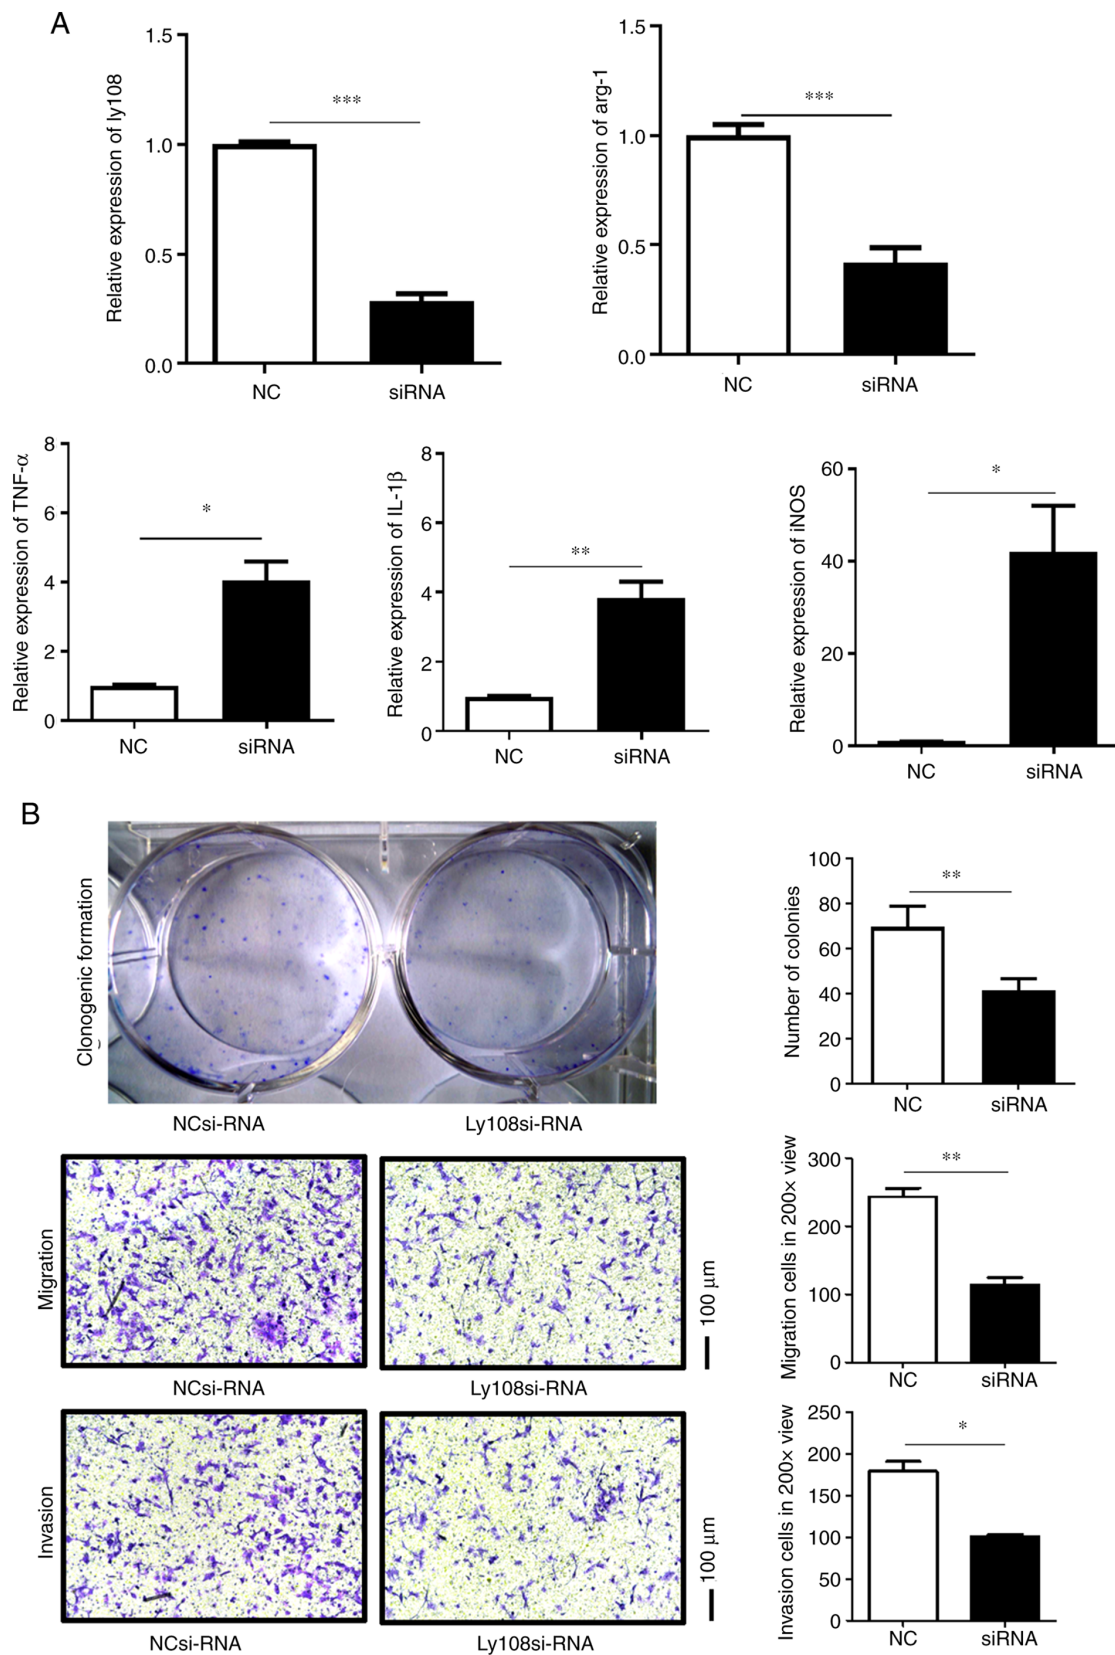 A
Relative expression of ly108
1.5
1.0
0.5
0.0
***
NC
siRNA
Relative expression of arg-1
1.5
1.0
0.5
0.0
***
NC
siRNA
Relative expression of TNF-α
8
6
4
2
0
*
NC
siRNA
Relative expression of IL-1β
8
6
4
2
0
**
NC
siRNA
Relative expression of iNOS
60
40
20
0
*
NC
siRNA
B
Clonogenic formation
NCsi-RNA
Ly108si-RNA
Number of colonies
100
80
60
40
20
0
**
NC
siRNA
Migration
NCsi-RNA
Ly108si-RNA
100 μm
Migration cells in 200× view
300
200
100
0
**
NC
siRNA
Invasion
NCsi-RNA
Ly108si-RNA
100 μm
Invasion cells in 200× view
250
200
150
100
50
0
*
NC
siRNA